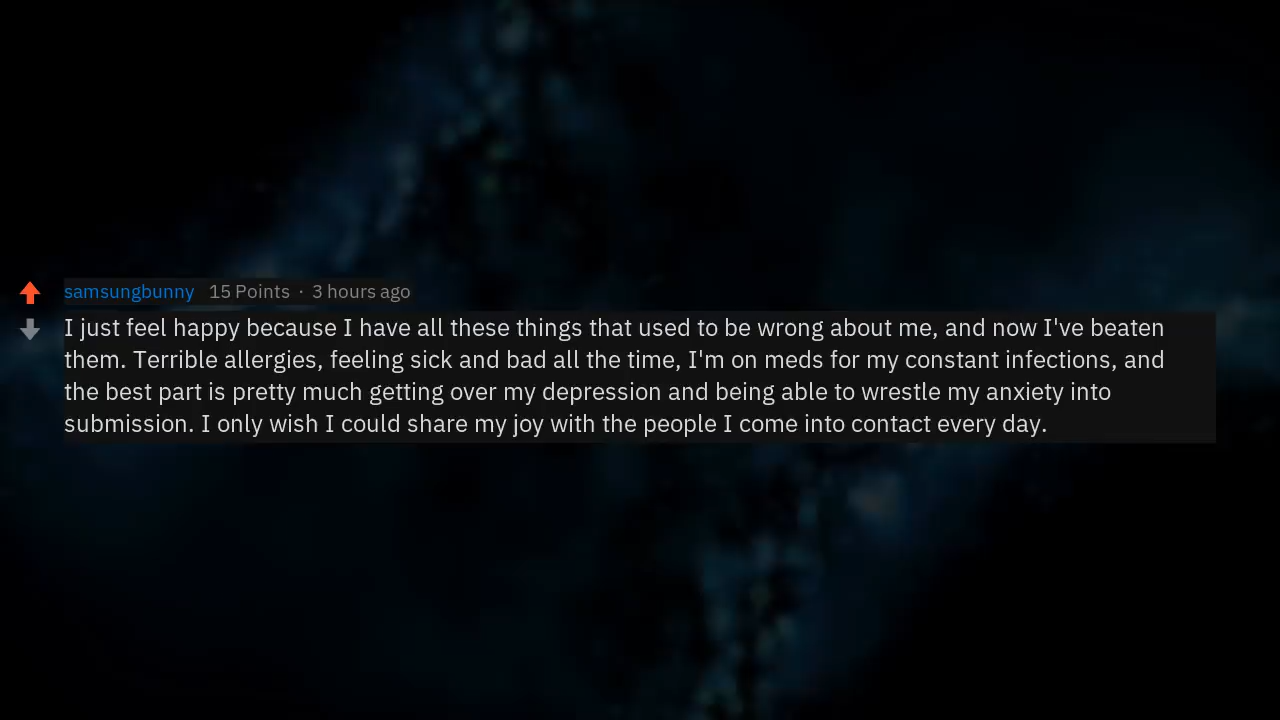 samsungbunny 15 Points · 3 hours ago
I just feel happy because I have all these things that used to be wrong about me, and now I've beaten
them. Terrible allergies, feeling sick and bad all the time, I'm on meds for my constant infections, and
the best part is pretty much getting over my depression and being able to wrestle my anxiety into
submission. I only wish I could share my joy with the people I come into contact every day.